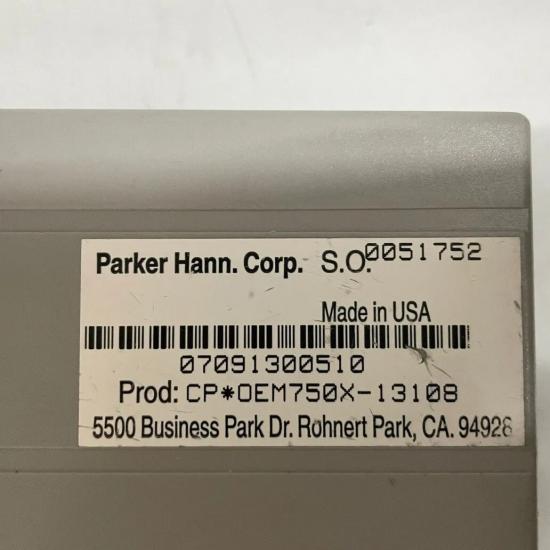 Parker Hann. Corp. S.O. 0051752
Made in USA
07091300510
Prod: CP*OEM750X-13108
5500 Business Park Dr. Rohnert Park, CA. 94928